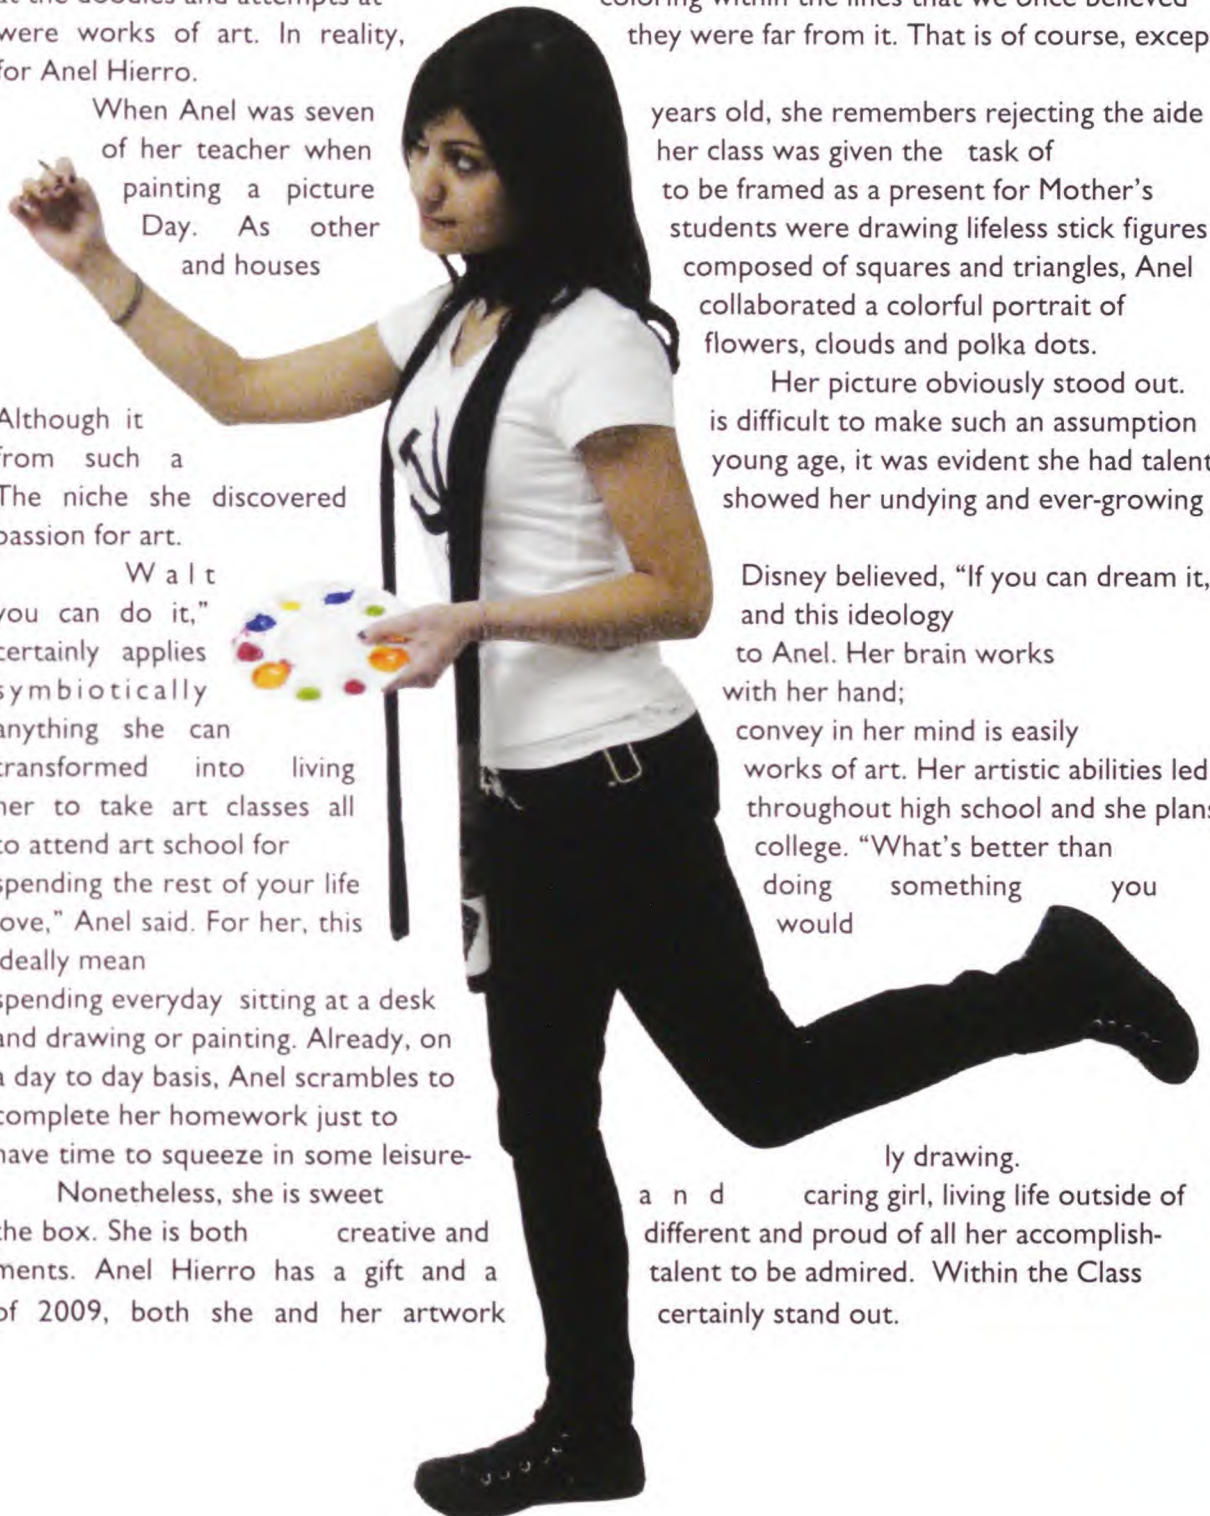 the doodles and attempts at coloring within the lines that we once believed
were works of art. In reality, they were far from it. That is of course, excep
for Anel Hierro.
When Anel was seven years old, she remembers rejecting the aide
of her teacher when her class was given the task of
painting a picture to be framed as a present for Mother's
Day. As other students were drawing lifeless stick figures
and houses composed of squares and triangles, Anel
collaborated a colorful portrait of
flowers, clouds and polka dots.
Her picture obviously stood out.
Although it is difficult to make such an assumption
from such a young age, it was evident she had talent
The niche she discovered showed her undying and ever-growing
passion for art.
Walt Disney believed, “If you can dream it,
you can do it,” and this ideology
certainly applies to Anel. Her brain works
symbiotically with her hand;
anything she can convey in her mind is easily
transformed into living works of art. Her artistic abilities led
her to take art classes all throughout high school and she plans
to attend art school for college. “What's better than
spending the rest of your life doing something you
love,” Anel said. For her, this would
ideally mean
spending everyday sitting at a desk
and drawing or painting. Already, on
a day to day basis, Anel scrambles to
complete her homework just to
have time to squeeze in some leisure-ly drawing.
Nonetheless, she is sweet and caring girl, living life outside of
the box. She is both creative and different and proud of all her accomplish-
ments. Anel Hierro has a gift and a talent to be admired. Within the Class
of 2009, both she and her artwork certainly stand out.